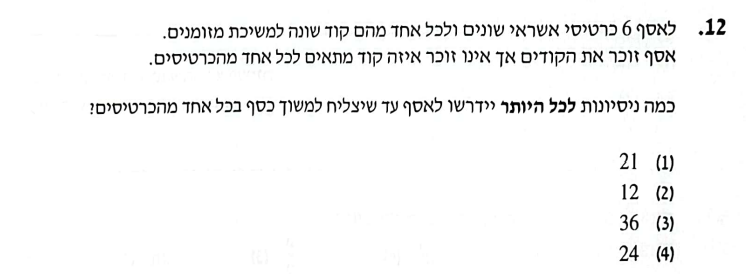 12. לאסף 6 כרטיסי אשראי שונים ולכל אחד מהם קוד שונה למשיכת מזומנים.
אסף זוכר את הקודים אך אינו זוכר איזה קוד מתאים לכל אחד מהכרטיסים.
כמה ניסיונות לכל היותר יידרשו לאסף עד שיצליח למשוך כסף בכל אחד מהכרטיסים?
(1) 21
(2) 12
(3) 36
(4) 24